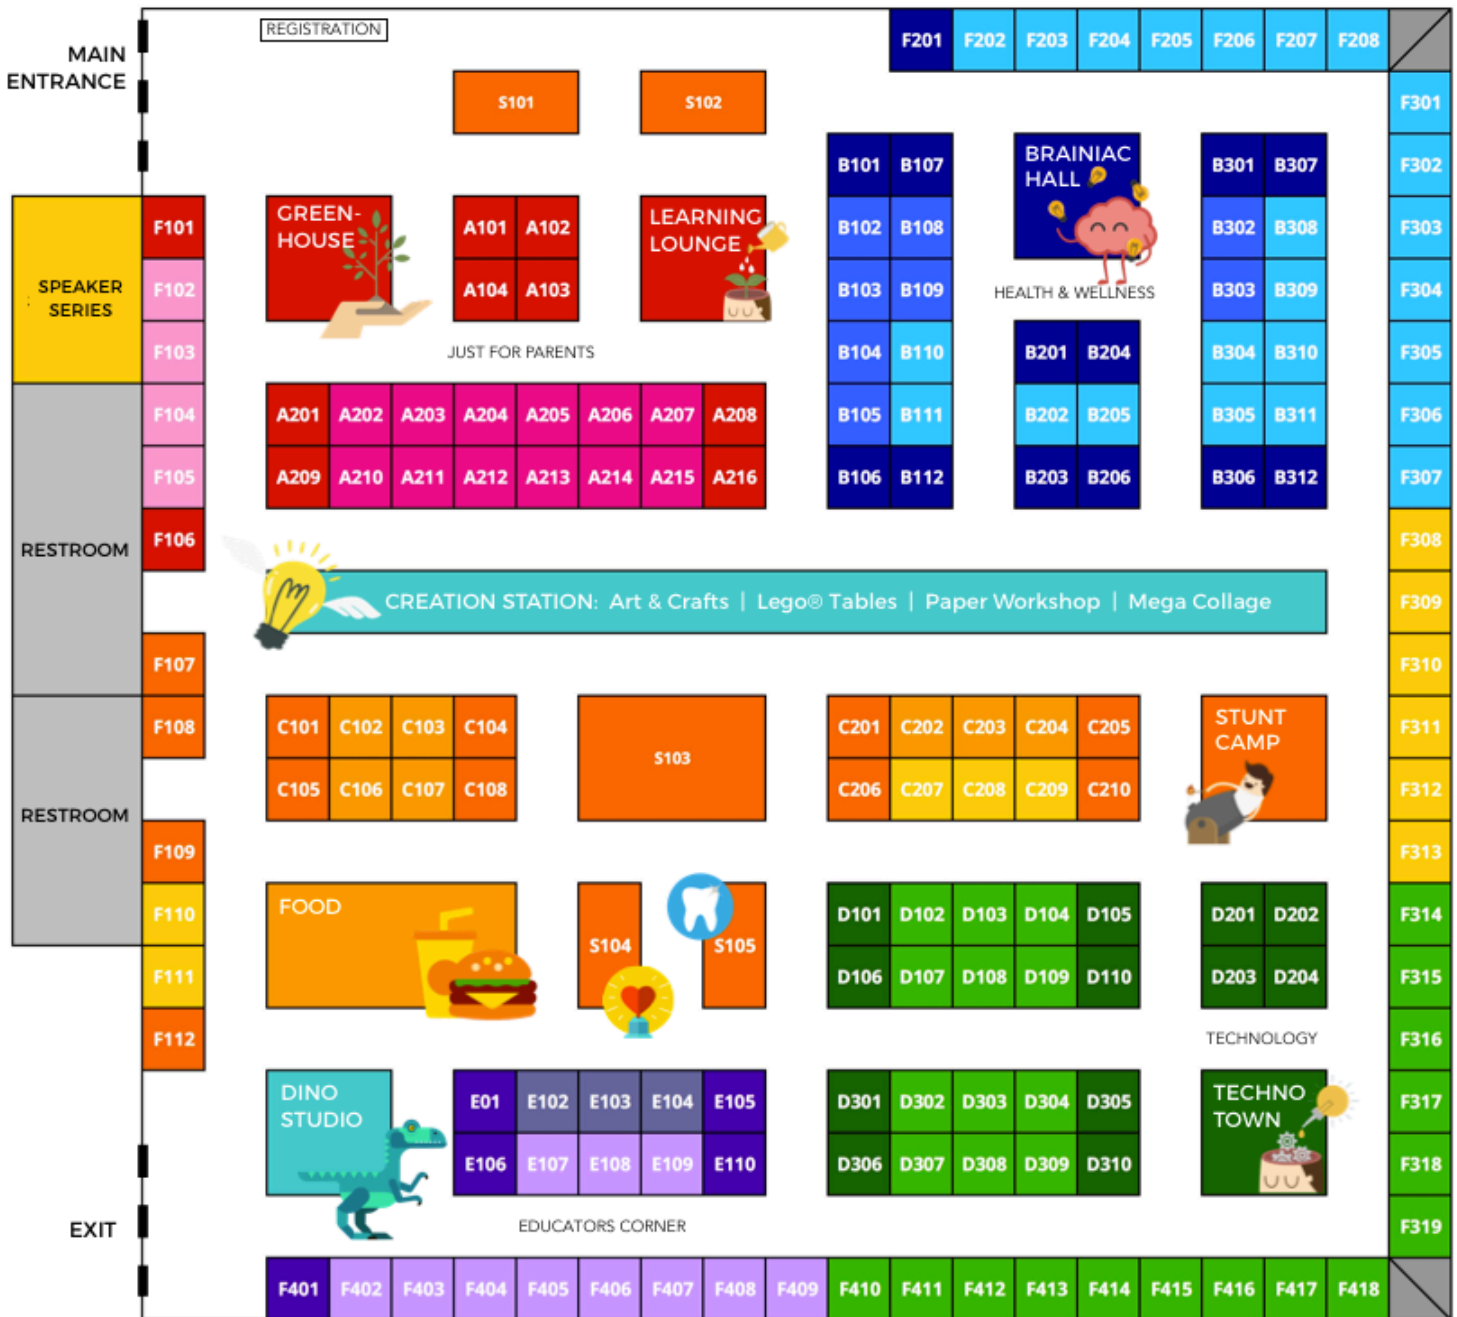 REGISTRATION
MAIN
ENTRANCE
F201 F202 F203 F204 F205 F206 F207 F208
S101 S102
F301
B101 B107
BRAINIAC
HALL
B301 B307
F302
SPEAKER
SERIES
F101
GREEN-
HOUSE
A101 A102
LEARNING
LOUNGE
B102 B108
B302 B308
F303
F102
A104 A103
B103 B109
HEALTH & WELLNESS
B303 B309
F304
F103
JUST FOR PARENTS
B104 B110
B201 B204
B304 B310
F305
F104
A201 A202 A203 A204 A205 A206 A207 A208
B105 B111
B202 B205
B305 B311
F306
F105
A209 A210 A211 A212 A213 A214 A215 A216
B106 B112
B203 B206
B306 B312
F307
RESTROOM
F106
F308
CREATION STATION: Art & Crafts | Lego® Tables | Paper Workshop | Mega Collage
F309
F107
F310
F108
C101 C102 C103 C104
S103
C201 C202 C203 C204 C205
STUNT
CAMP
F311
RESTROOM
C105 C106 C107 C108
C206 C207 C208 C209 C210
F312
F109
F313
F110
FOOD
S104
S105
D101 D102 D103 D104 D105
D201 D202
F314
F111
D106 D107 D108 D109 D110
D203 D204
F315
F112
TECHNOLOGY
F316
DINO
STUDIO
E01 E102 E103 E104 E105
D301 D302 D303 D304 D305
TECHNO
TOWN
F317
E106 E107 E108 E109 E110
D306 D307 D308 D309 D310
F318
EXIT
EDUCATORS CORNER
F319
F401 F402 F403 F404 F405 F406 F407 F408 F409 F410 F411 F412 F413 F414 F415 F416 F417 F418